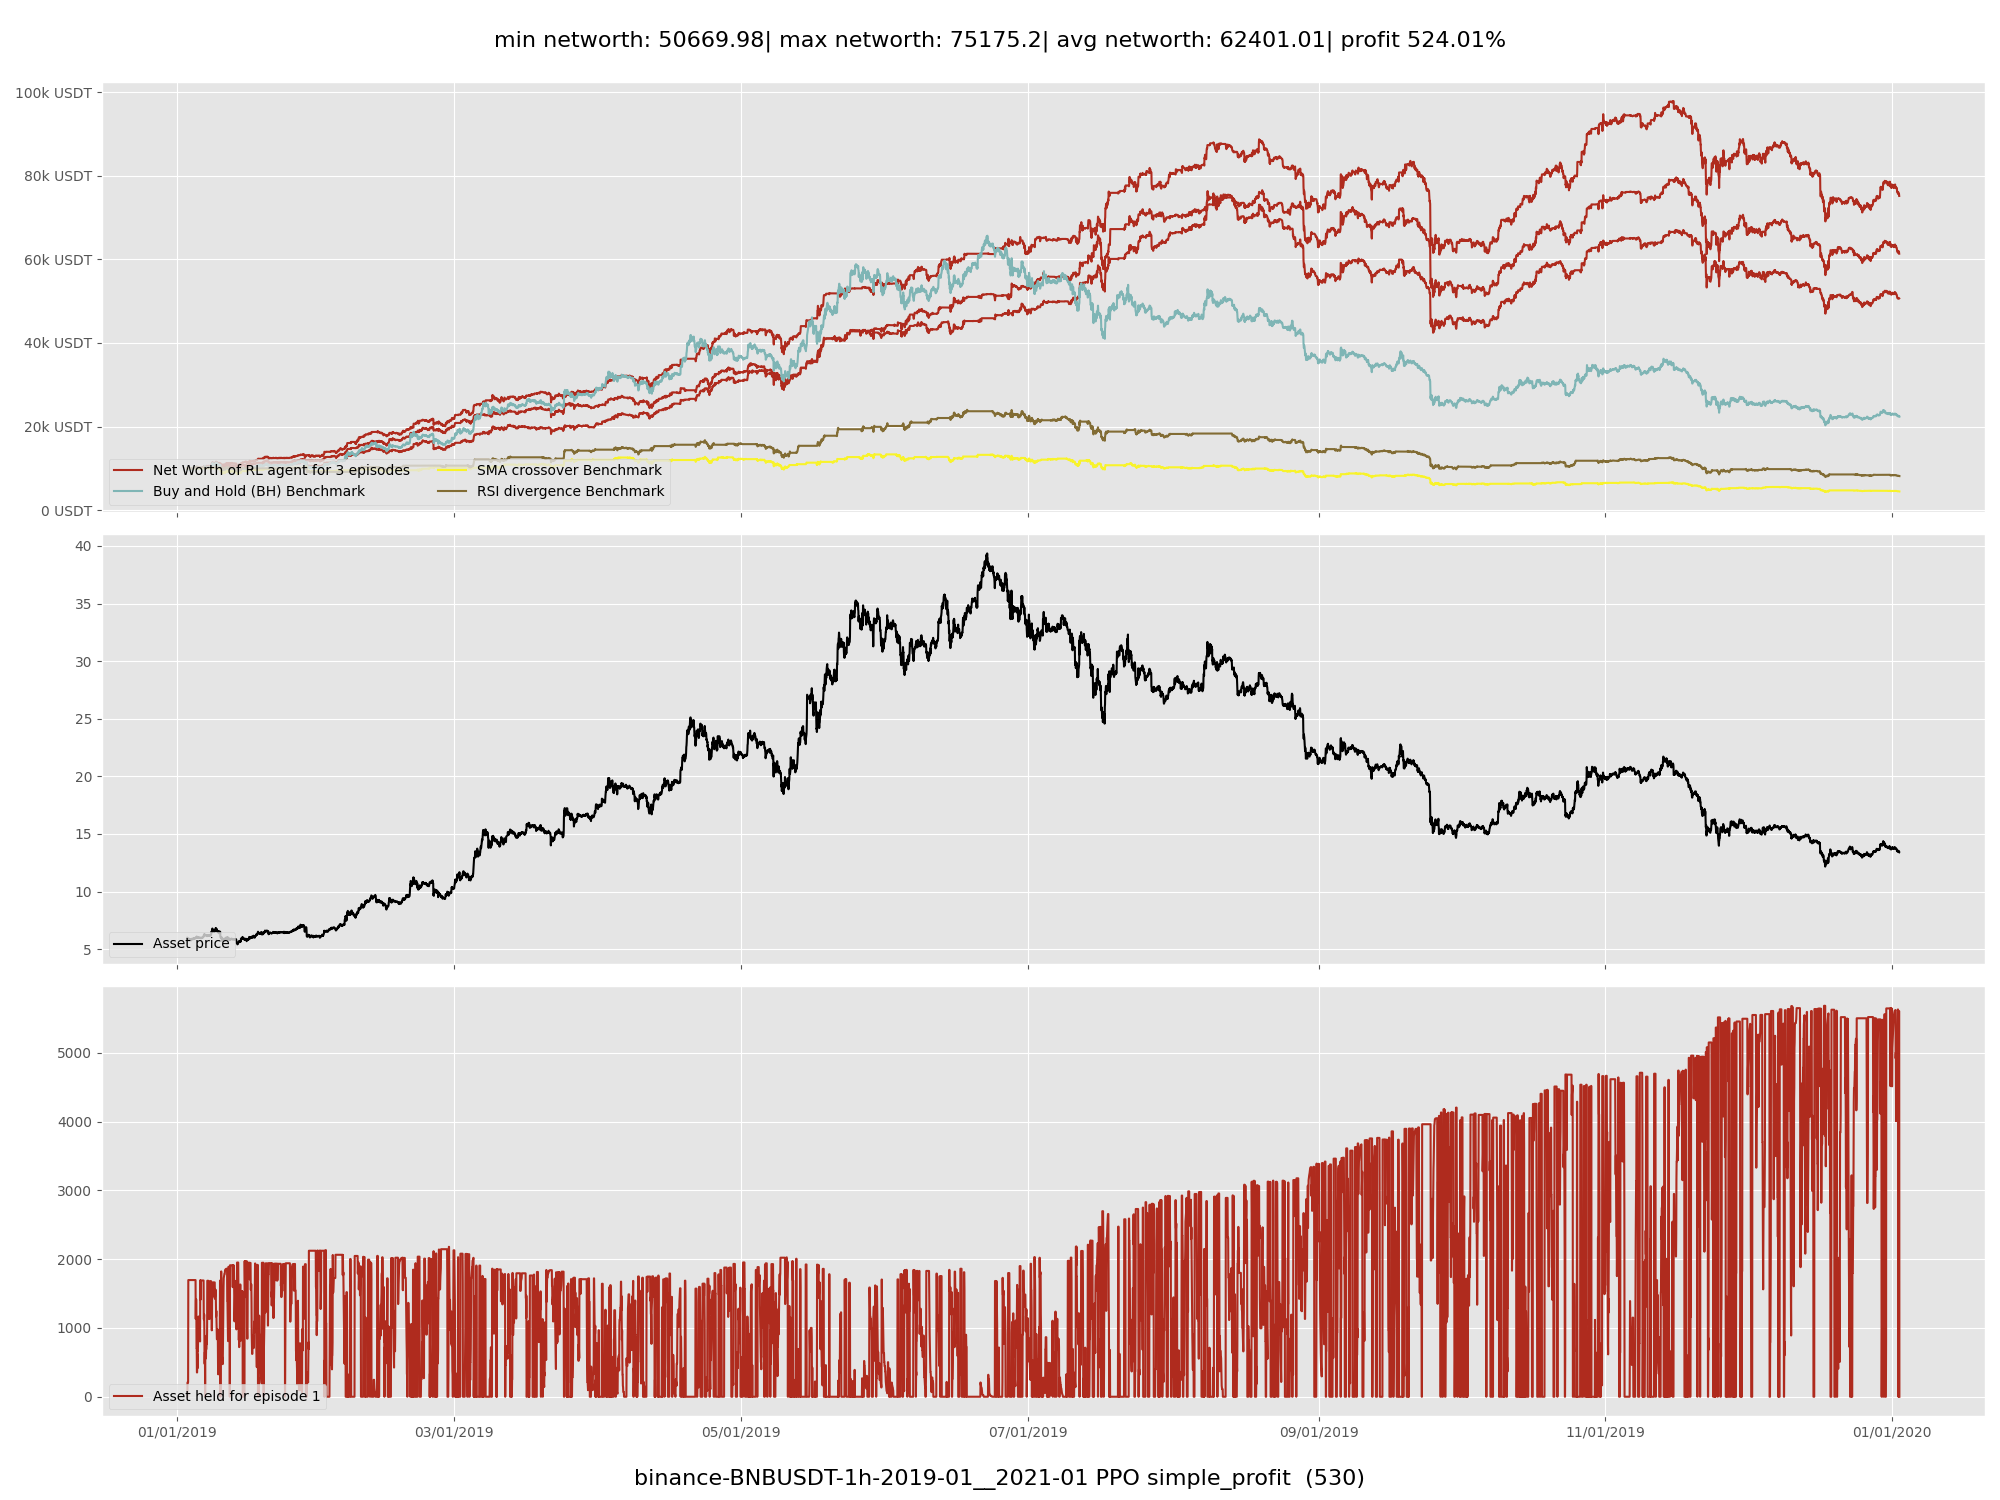 min networth: 50669.98| max networth: 75175.2| avg networth: 62401.01| profit 524.01%
100k USDT
80k USDT
60k USDT
40k USDT
20k USDT
0 USDT
Net Worth of RL agent for 3 episodes
Buy and Hold (BH) Benchmark
SMA crossover Benchmark
RSI divergence Benchmark
40
35
30
25
20
15
10
5
Asset price
5000
4000
3000
2000
1000
0
Asset held for episode 1
01/01/2019 03/01/2019 05/01/2019 07/01/2019 09/01/2019 11/01/2019 01/01/2020
binance-BNBUSDT-1h-2019-01__2021-01 PPO simple_profit (530)